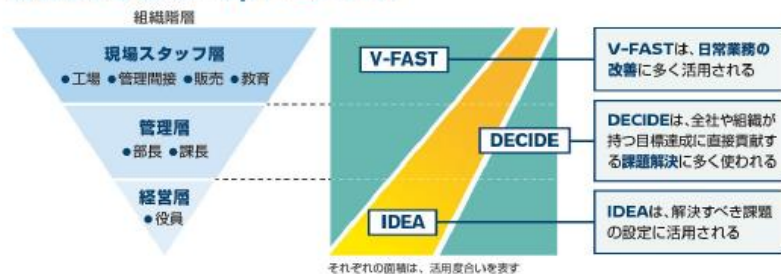 組織階層
現場スタッフ層
●工場 ●管理間接 ●販売 ●教育
管理層
●部長 ●課長
経営層
●役員
V-FAST
DECIDE
IDEA
それぞれの面積は、活用度合いを表す
V-FASTは、日常業務の
改善に多く活用される
DECIDEは、全社や組織が
持つ目標達成に直接貢献す
る課題解決に多く使われる
IDEAは、解決すべき課題
の設定に活用される